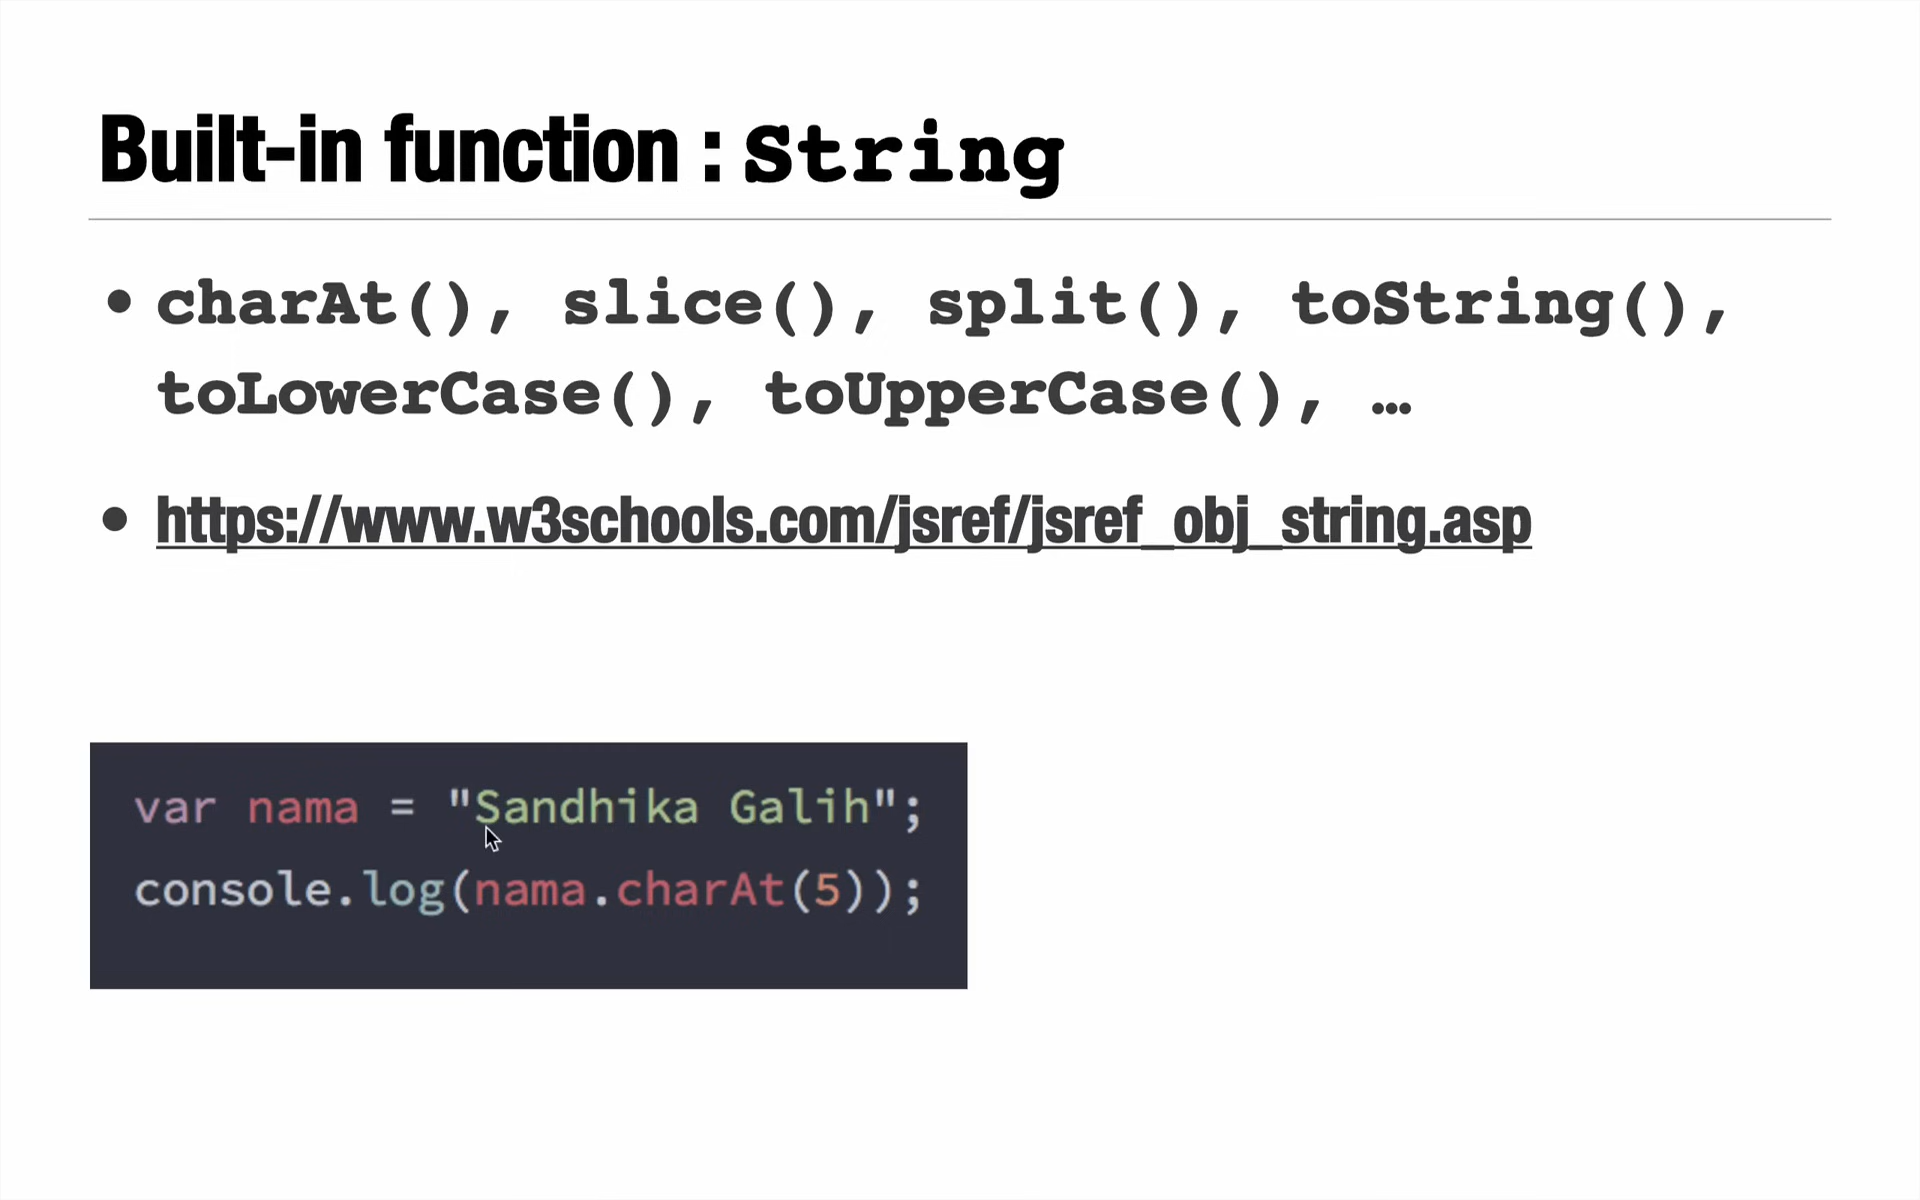 Built-in function : String
• charAt(), slice(), split(), toString(),
toLowerCase(), toUpperCase(), …
• https://www.w3schools.com/jsref/jsref_obj_string.asp
var nama = "Sandhika Galih";
console.log(nama.charAt(5));